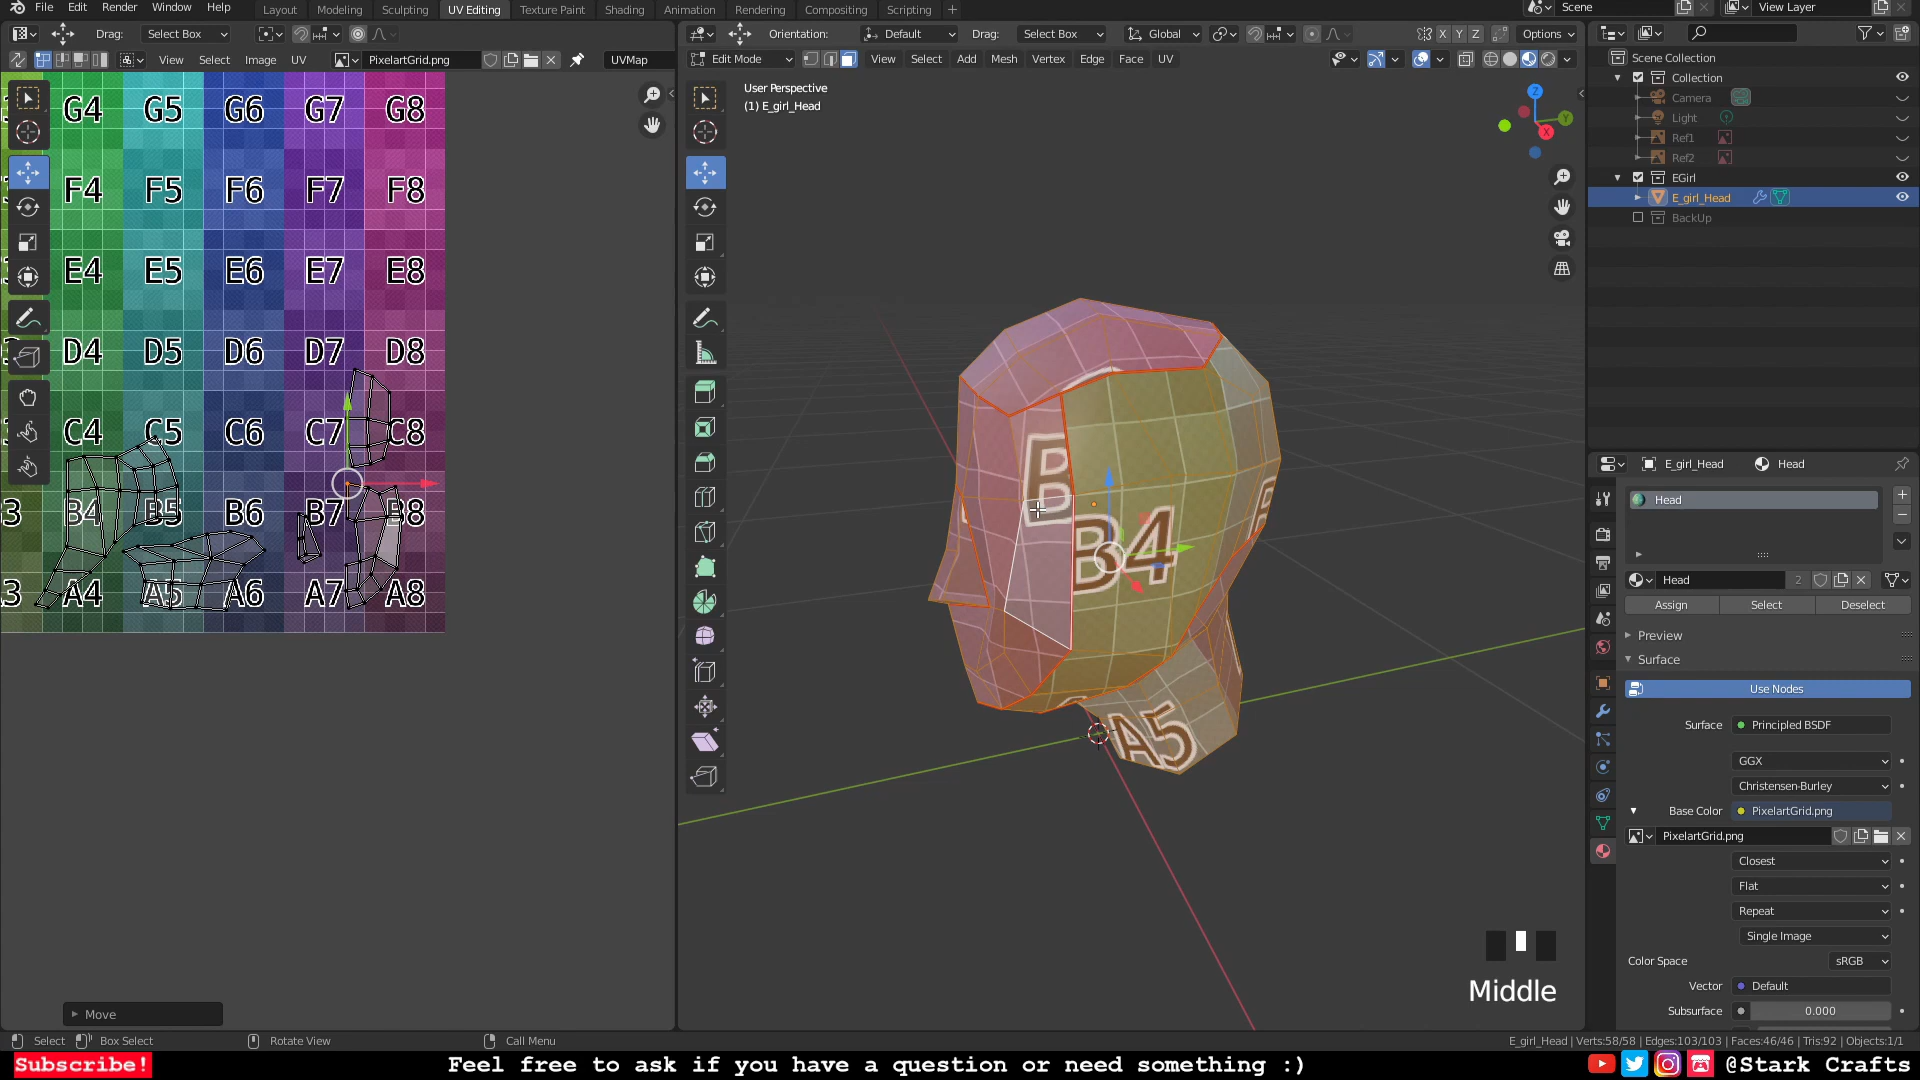 File Edit Render Window Help Layout Modeling Sculpting UV Editing Texture Paint Shading Animation Rendering Compositing Scripting + Scene View Layer
Drag: Select Box Orientation: Default Drag: Select Box Global X Y Z Options
View Select Image UV PixelartGrid.png UVMap Edit Mode View Select Add Mesh Vertex Edge Face UV
User Perspective
(1) E_girl_Head
G4 G5 G6 G7 G8
F4 F5 F6 F7 F8
E4 E5 E6 E7 E8
D4 D5 D6 D7 D8
C4 C5 C6 C7 C8
3 B4 B5 B6 B7 B8
3 A4 A5 A6 A7 A8
B
B4
A5
Z
Y
X
Scene Collection
Collection
Camera
Light
Ref1
Ref2
EGirl
E_girl_Head
BackUp
E_girl_Head Head
Head
Head 2
Assign Select Deselect
Preview
Surface
Use Nodes
Surface Principled BSDF
GGX
Christensen-Burley
Base Color PixelartGrid.png
PixelartGrid.png
Closest
Flat
Repeat
Single Image
Color Space sRGB
Vector Default
Subsurface 0.000
Middle
Move
Select Box Select Rotate View Call Menu E_girl_Head | Verts:58/58 | Edges:103/103 | Faces:46/46 | Tris:92 | Objects:1/1
Subscribe! Feel free to ask if you have a question or need something :) @Stark Crafts